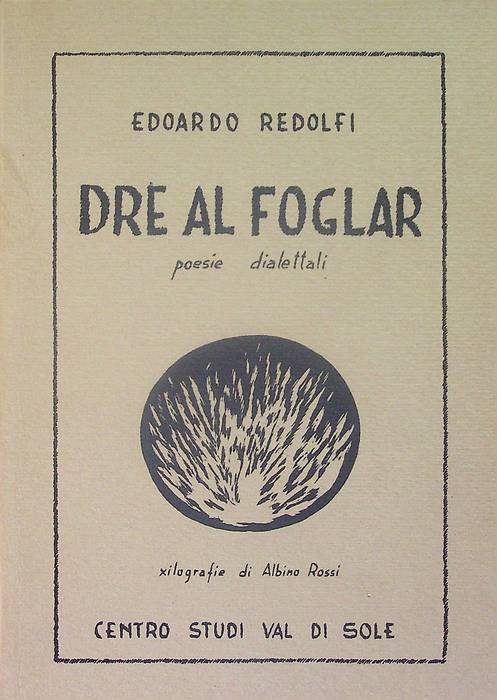 EDOARDO REDOLFI
DRE AL FOGLAR
poesie dialettali
xilografie di Albino Rossi
CENTRO STUDI VAL DI SOLE